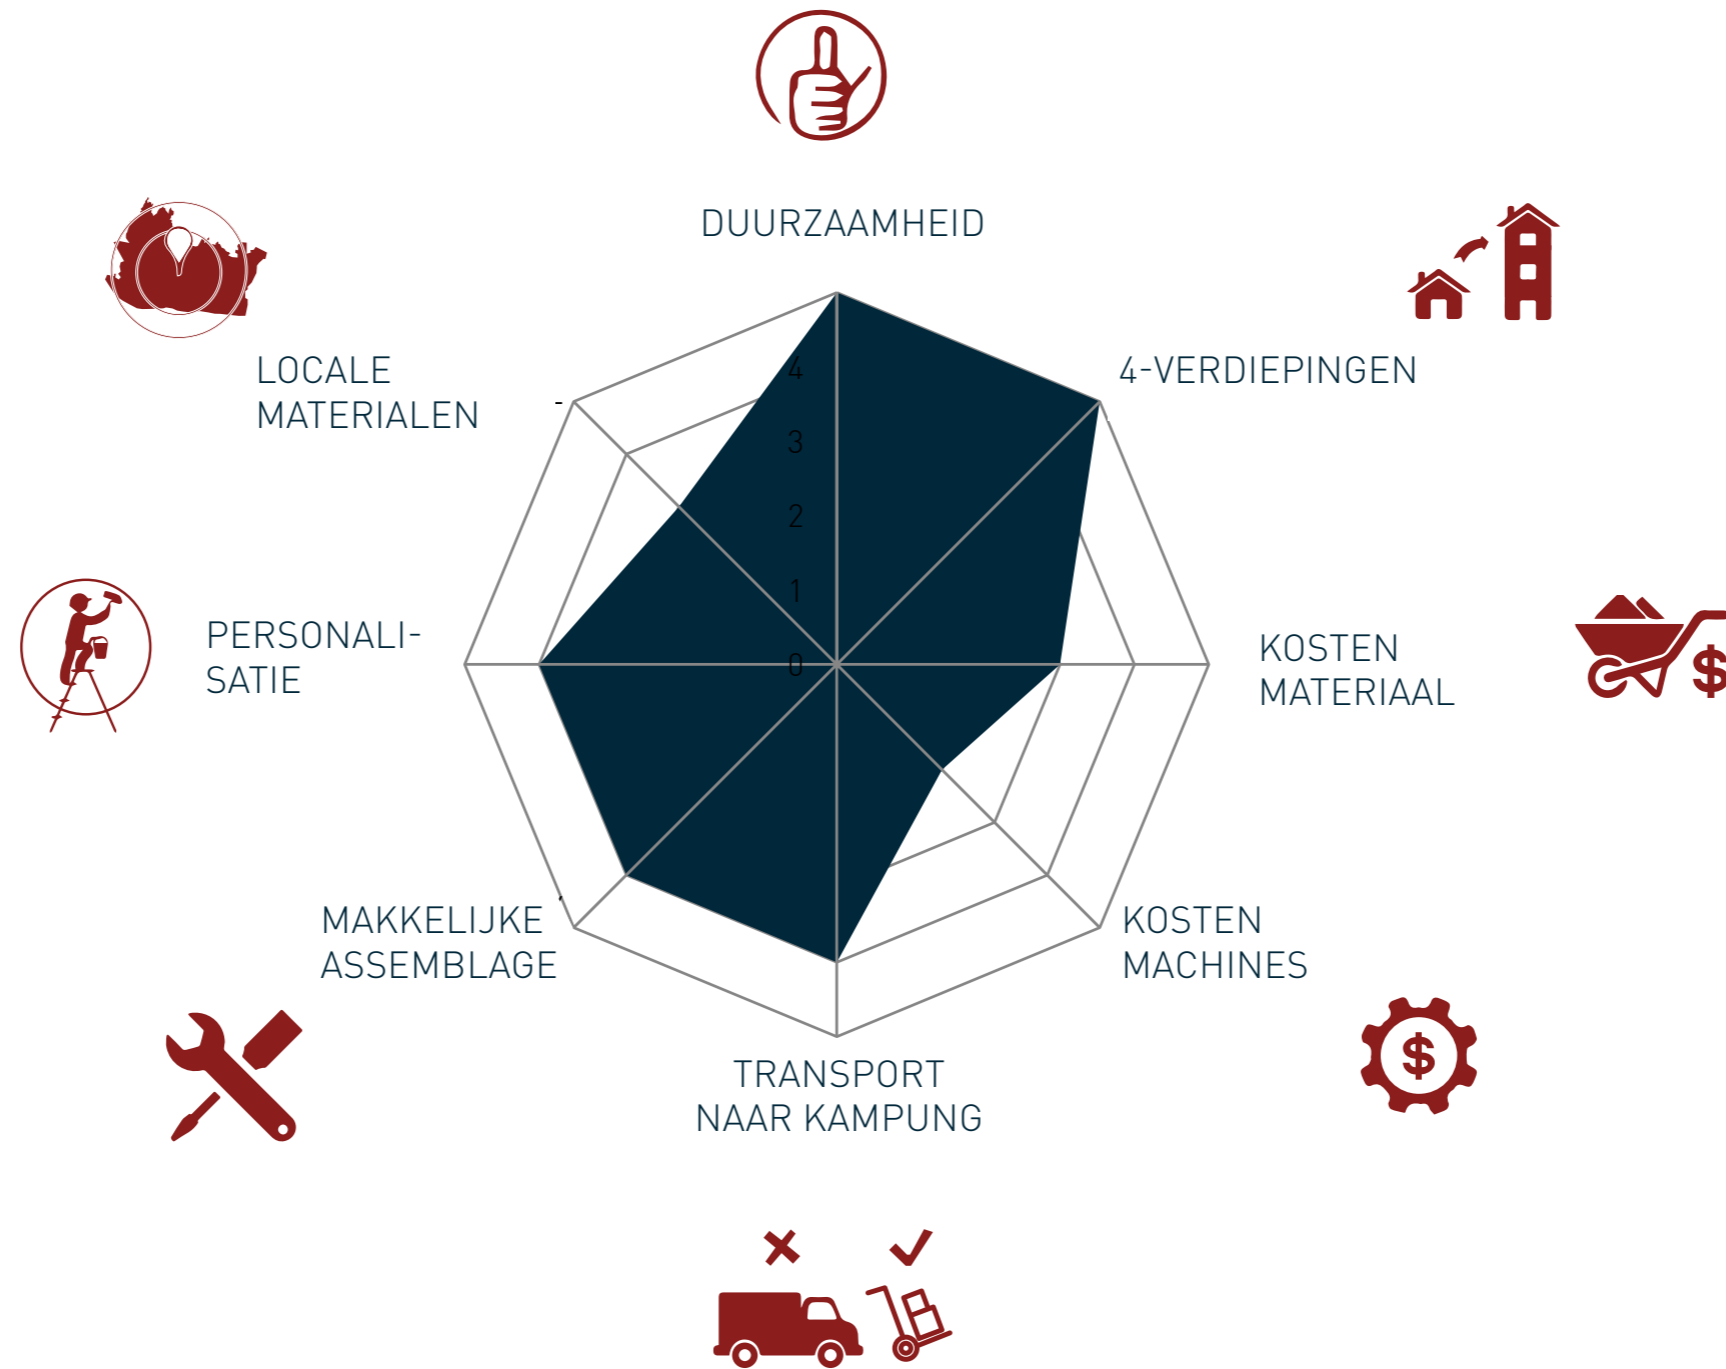 DUURZAAMHEID
4-VERDIEPINGEN
LOCALE
MATERIALEN
4
3
2
1
0
PERSONALI-
SATIE
KOSTEN
MATERIAAL
$
MAKKELIJKE
ASSEMBLAGE
KOSTEN
MACHINES
$
TRANSPORT
NAAR KAMPUNG